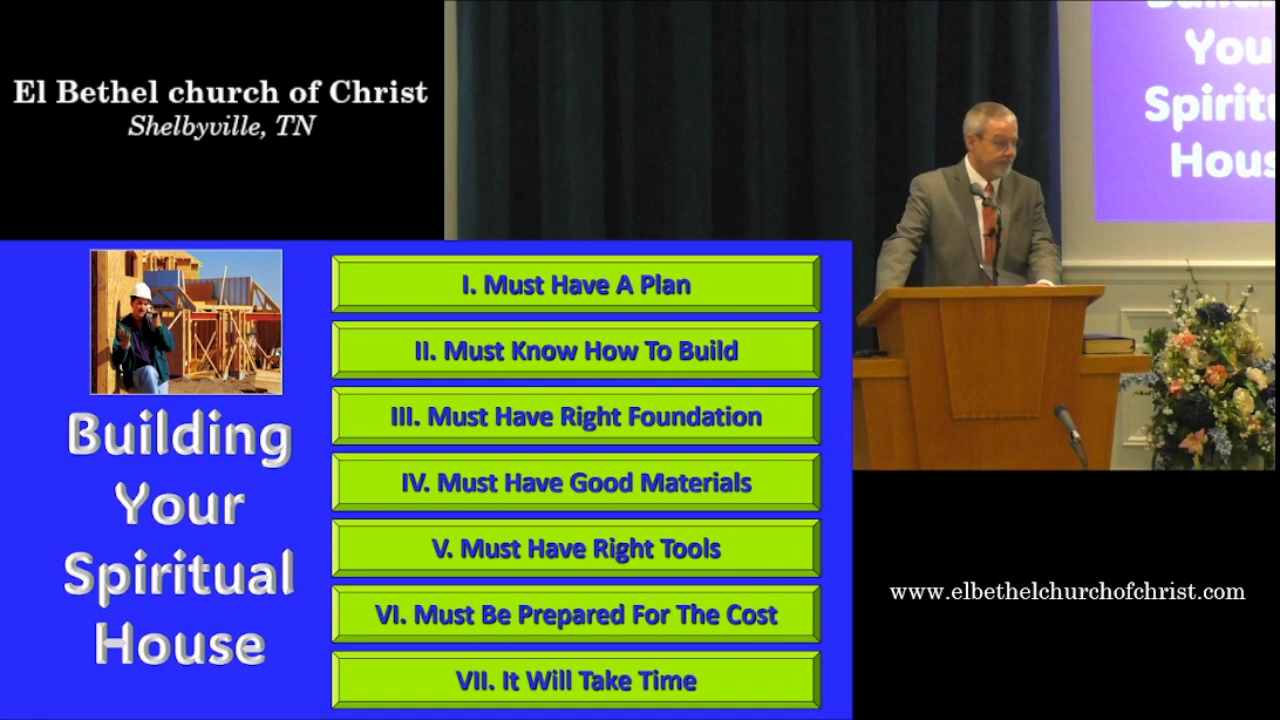 El Bethel church of Christ
Shelbyville, TN
Building
Your
Spiritual
House
I. Must Have A Plan
II. Must Know How To Build
III. Must Have Right Foundation
IV. Must Have Good Materials
V. Must Have Right Tools
VI. Must Be Prepared For The Cost
VII. It Will Take Time
You
Spirit
Hous
www.elbethelchurchofchrist.com